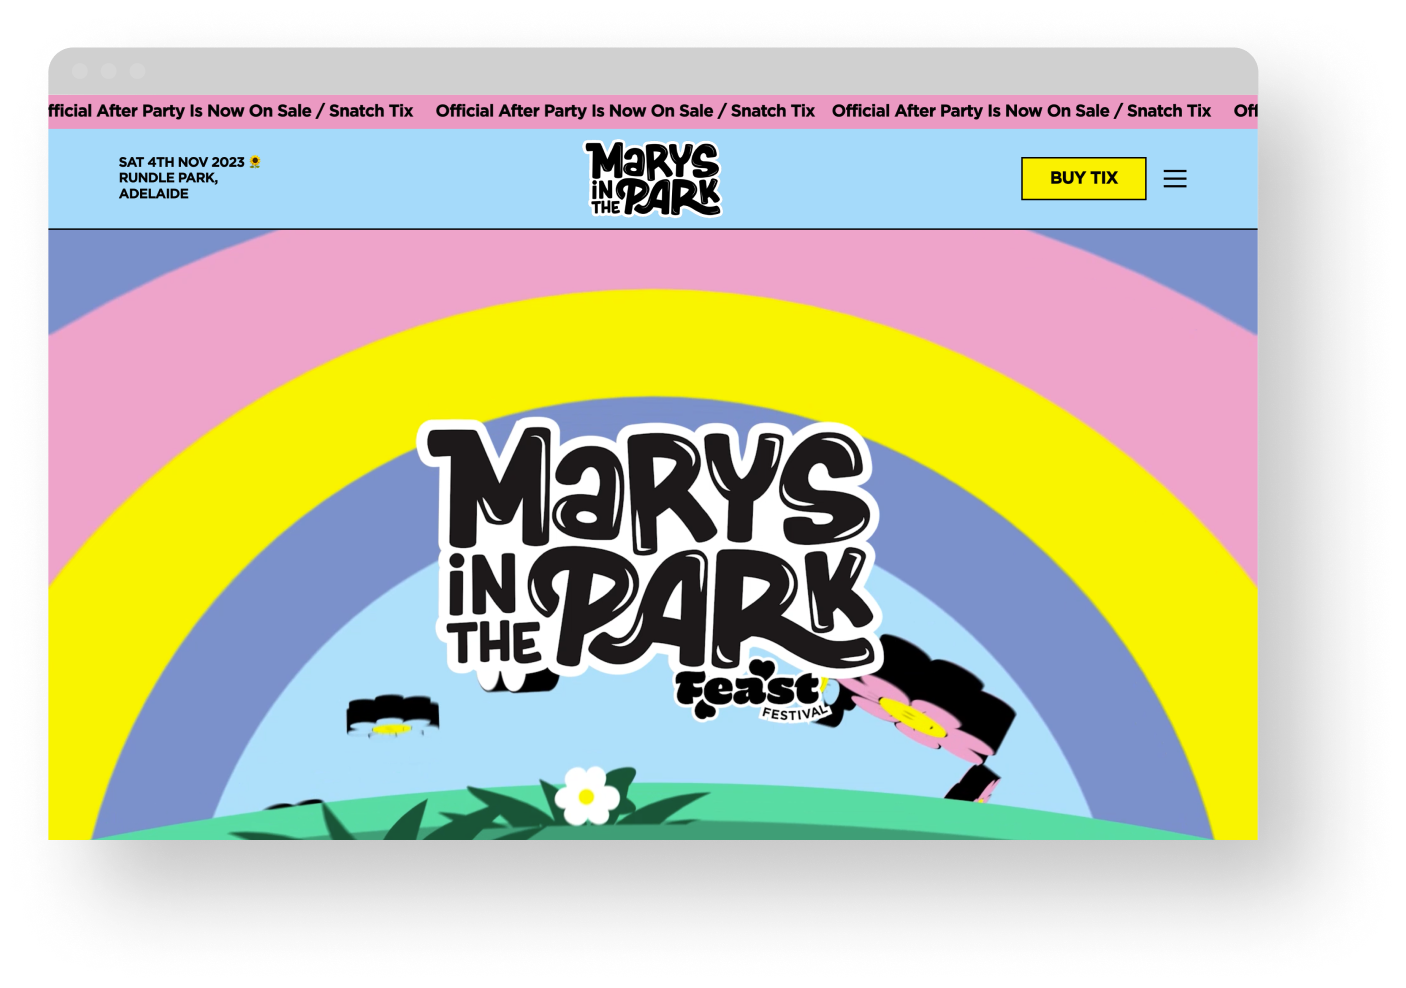 fficial After Party Is Now On Sale / Snatch Tix Official After Party Is Now On Sale / Snatch Tix Official After Party Is Now On Sale / Snatch Tix Off
SAT 4TH NOV 2023 🌻
RUNDLE PARK,
ADELAIDE
MaRYS
iN THE PARK
BUY TIX
MaRYS
iN THE PARK
Feast
FESTIVAL